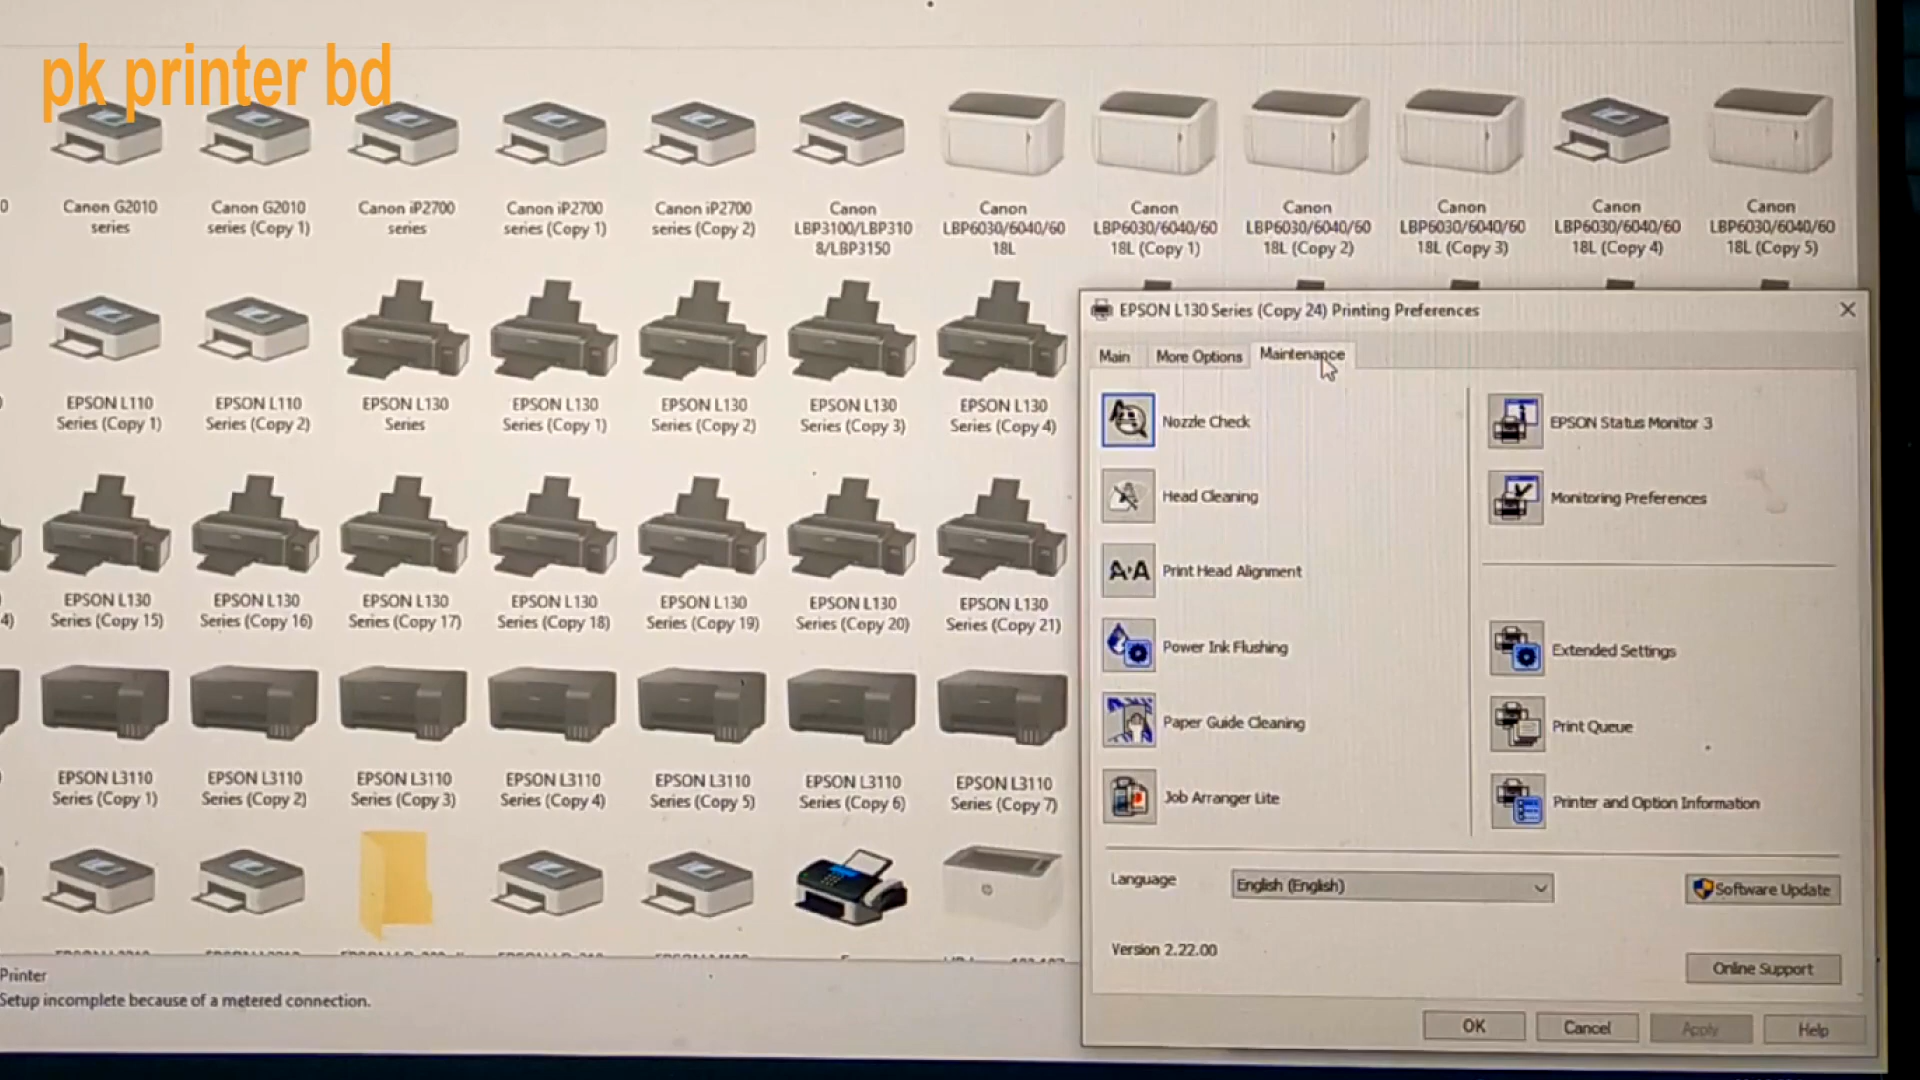 pk printer bd
Canon G2010
series
Canon G2010
series (Copy 1)
Canon iP2700
series
Canon iP2700
series (Copy 1)
Canon iP2700
series (Copy 2)
Canon
LBP3100/LBP310
8/LBP3150
Canon
LBP6030/6040/60
18L
Canon
LBP6030/6040/60
18L (Copy 1)
Canon
LBP6030/6040/60
18L (Copy 2)
Canon
LBP6030/6040/60
18L (Copy 3)
Canon
LBP6030/6040/60
18L (Copy 4)
Canon
LBP6030/6040/60
18L (Copy 5)
EPSON L110
Series (Copy 1)
EPSON L110
Series (Copy 2)
EPSON L130
Series
EPSON L130
Series (Copy 1)
EPSON L130
Series (Copy 2)
EPSON L130
Series (Copy 3)
EPSON L130
Series (Copy 4)
4)
EPSON L130
Series (Copy 15)
EPSON L130
Series (Copy 16)
EPSON L130
Series (Copy 17)
EPSON L130
Series (Copy 18)
EPSON L130
Series (Copy 19)
EPSON L130
Series (Copy 20)
EPSON L130
Series (Copy 21)
EPSON L3110
Series (Copy 1)
EPSON L3110
Series (Copy 2)
EPSON L3110
Series (Copy 3)
EPSON L3110
Series (Copy 4)
EPSON L3110
Series (Copy 5)
EPSON L3110
Series (Copy 6)
EPSON L3110
Series (Copy 7)
Printer
Setup incomplete because of a metered connection.
EPSON L130 Series (Copy 24) Printing Preferences
Main
More Options
Maintenance
Nozzle Check
Head Cleaning
Print Head Alignment
Power Ink Flushing
Paper Guide Cleaning
Job Arranger Lite
EPSON Status Monitor 3
Monitoring Preferences
Extended Settings
Print Queue
Printer and Option Information
Language
English (English)
Software Update
Version 2.22.00
Online Support
OK
Cancel
Apply
Help